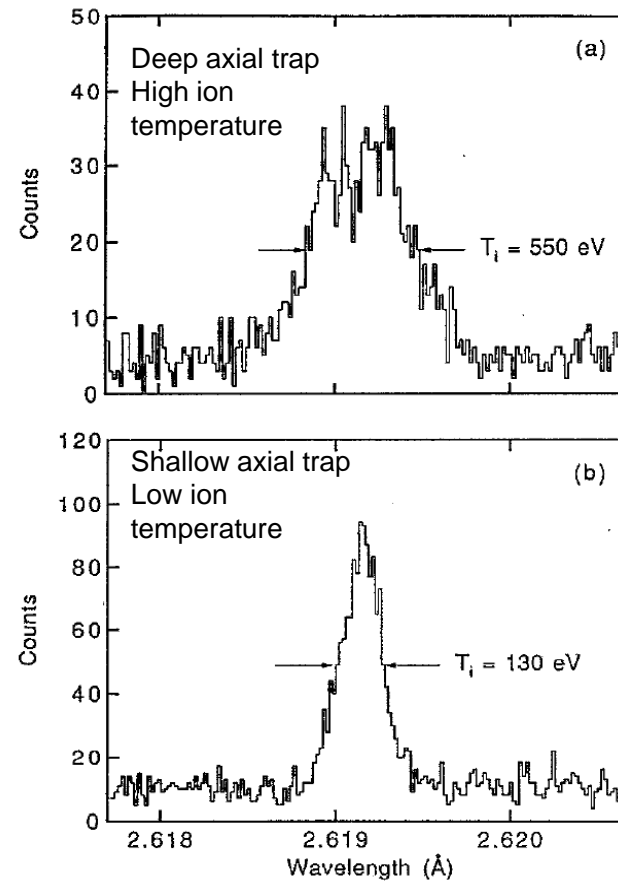 50
(a)
Deep axial trap
High ion
temperature
40
30
Counts
20
Tᵢ = 550 eV
10
0
120
Shallow axial trap
(b)
Low ion
temperature
100
80
Counts
60
Tᵢ = 130 eV
40
20
0
2.618 2.619 2.620
Wavelength (Å)